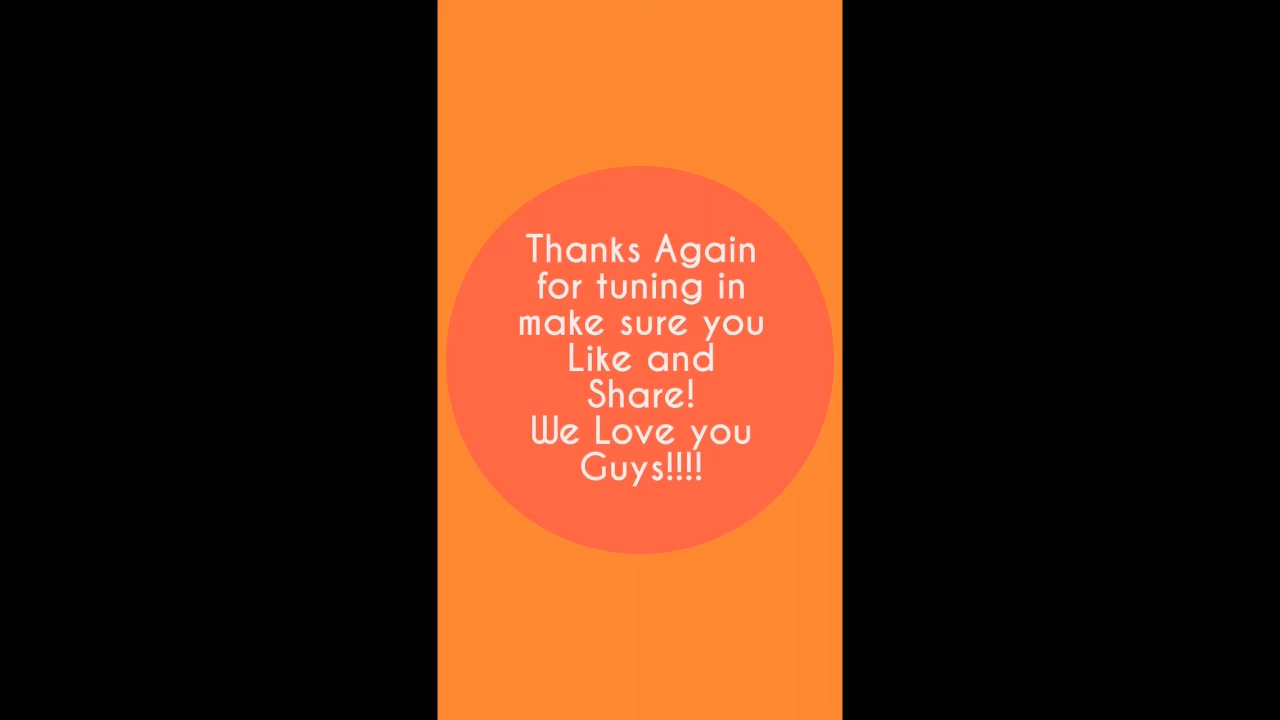 Thanks Again
for tuning in
make sure you
Like and
Share!
We Love you
Guys!!!!